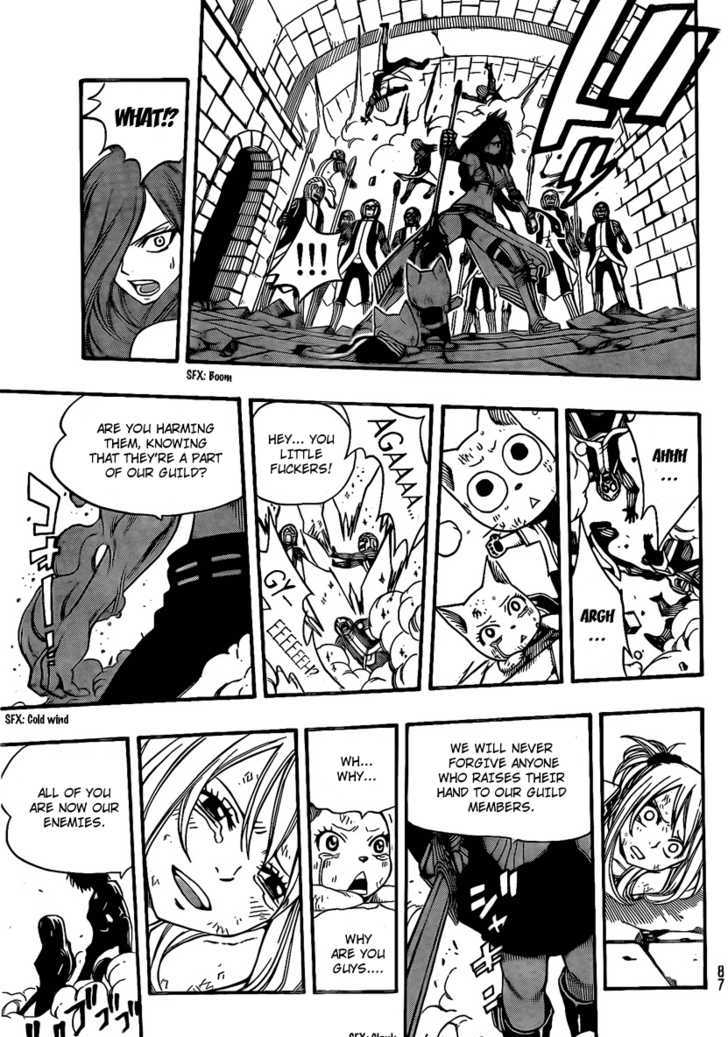 !!!
SFX: Boom
WHAT!?
AHHH
...
ARGH
...
HEY... YOU
LITTLE
FUCKERS!
AGAAAA...
GY-
ARE YOU HARMING
THEM, KNOWING
THAT THEY'RE A PART
OF OUR GUILD?
SFX: Cold wind
WE WILL NEVER
FORGIVE ANYONE
WHO RAISES THEIR
HAND TO OUR GUILD
MEMBERS.
WH...
WHY...
WHY
ARE YOU
GUYS....
ALL OF YOU
ARE NOW OUR
ENEMIES.
87